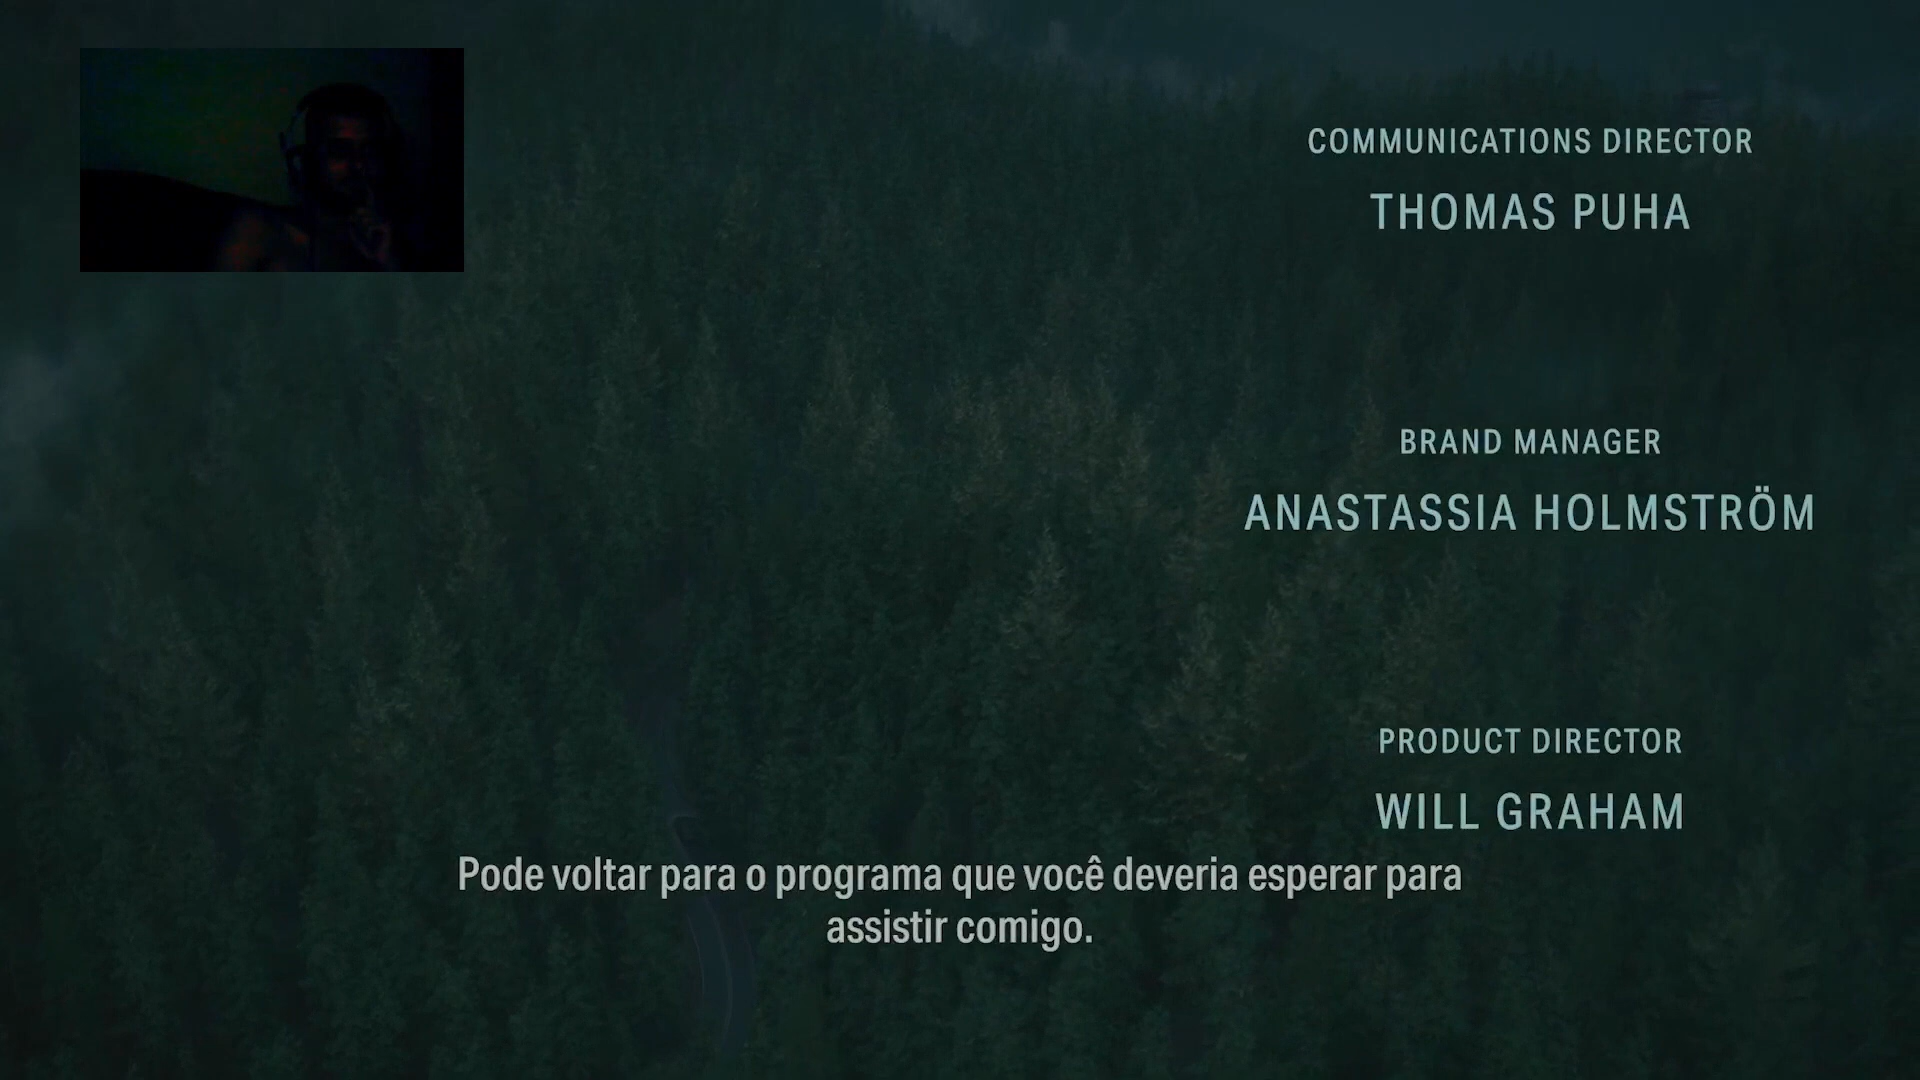 COMMUNICATIONS DIRECTOR
THOMAS PUHA
BRAND MANAGER
ANASTASSIA HOLMSTRÖM
PRODUCT DIRECTOR
WILL GRAHAM
Pode voltar para o programa que você deveria esperar para
assistir comigo.